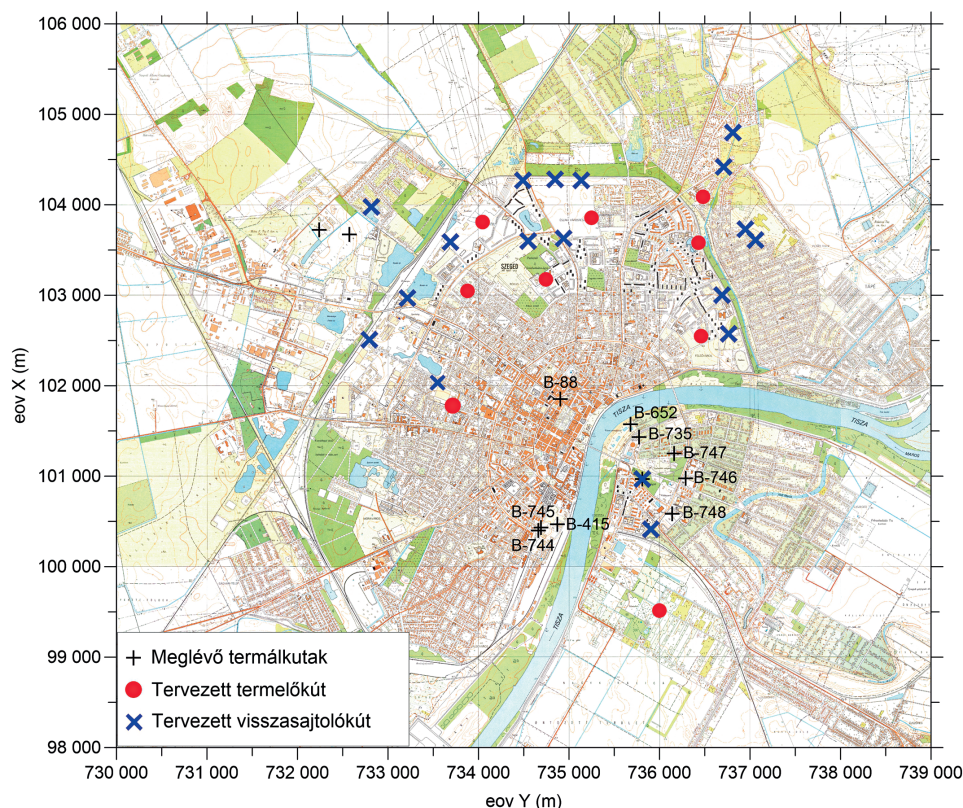 106 000
105 000
104 000
103 000
102 000
101 000
100 000
99 000
98 000
eov X (m)
SZEGED
B-88
TISZA
B-652
B-735
B-747
B-746
B-748
B-745
B-415
B-744
TISZA
MAROS
TISZA
TÁPÉ
Meglévő termálkutak
Tervezett termelőkút
Tervezett visszasajtolókút
730 000 731 000 732 000 733 000 734 000 735 000 736 000 737 000 738 000 739 000
eov Y (m)